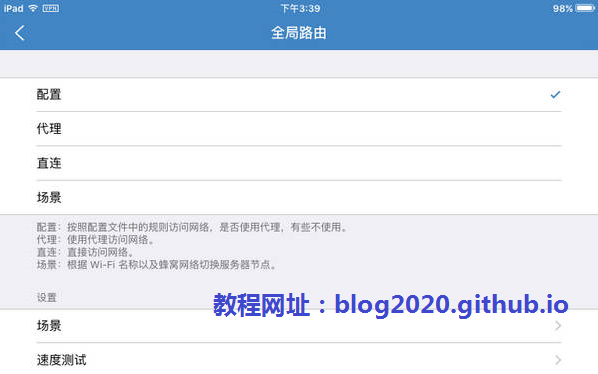 iPad VPN 下午3:39 98%
全局路由
配置
代理
直连
场景
配置：按照配置文件中的规则访问网络，是否使用代理，有些不使用。
代理：使用代理访问网络。
直连：直接访问网络。
场景：根据 Wi-Fi 名称以及蜂窝网络切换服务器节点。
设置
教程网址：blog2020.github.io
场景
速度测试